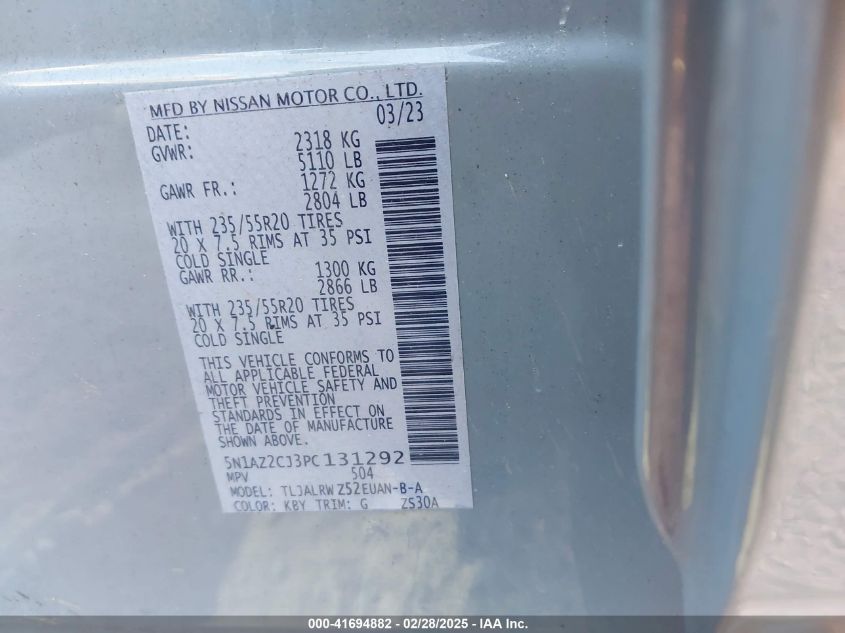 MFD BY NISSAN MOTOR CO., LTD.
DATE: 03/23
GVWR: 2318 KG
5110 LB
GAWR FR.: 1272 KG
2804 LB
WITH 235/55R20 TIRES
20 X 7.5 RIMS AT 35 PSI
COLD SINGLE
GAWR RR.: 1300 KG
2866 LB
WITH 235/55R20 TIRES
20 X 7.5 RIMS AT 35 PSI
COLD SINGLE
THIS VEHICLE CONFORMS TO
ALL APPLICABLE FEDERAL
MOTOR VEHICLE SAFETY AND
THEFT PREVENTION
STANDARDS IN EFFECT ON
THE DATE OF MANUFACTURE
SHOWN ABOVE.
5N1AZ2CJ3PC131292
MPV 504
MODEL: TLJALRWZ52EUAN-B-A
COLOR: KBY TRIM: G ZS30A
000-41694882 - 02/28/2025 - IAA Inc.